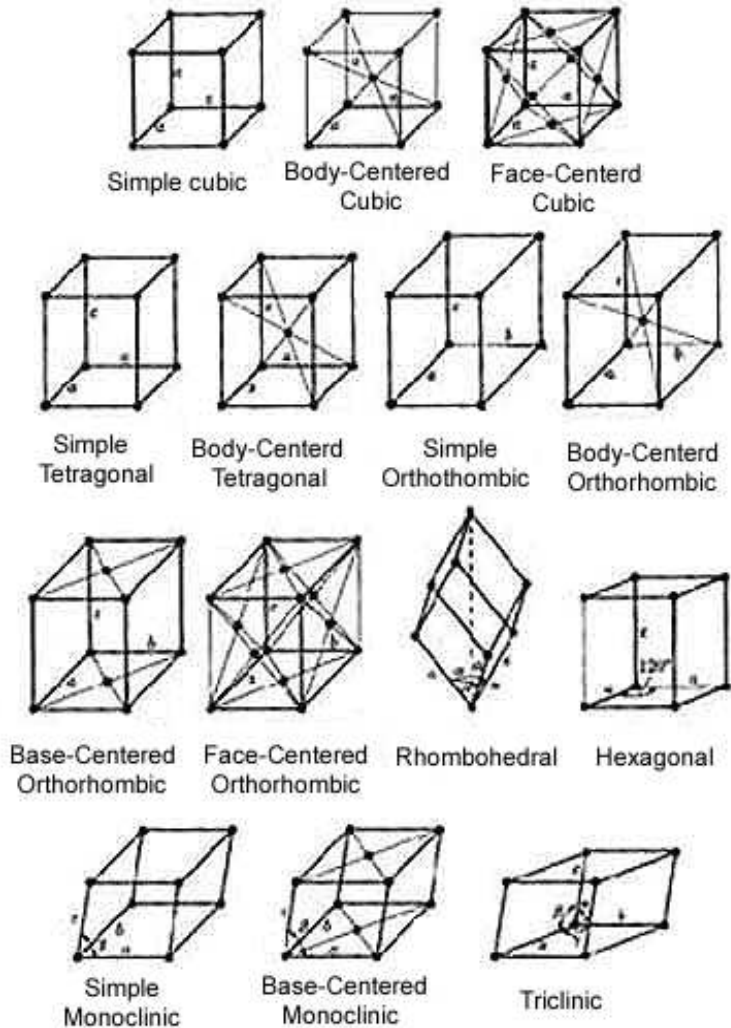 Simple cubic
Body-Centered
Cubic
Face-Centerd
Cubic
Simple
Tetragonal
Body-Centerd
Tetragonal
Simple
Orthothombic
Body-Centerd
Orthorhombic
120°
Base-Centered
Orthorhombic
Face-Centered
Orthorhombic
Rhombohedral
Hexagonal
Simple
Monoclinic
Base-Centered
Monoclinic
Triclinic